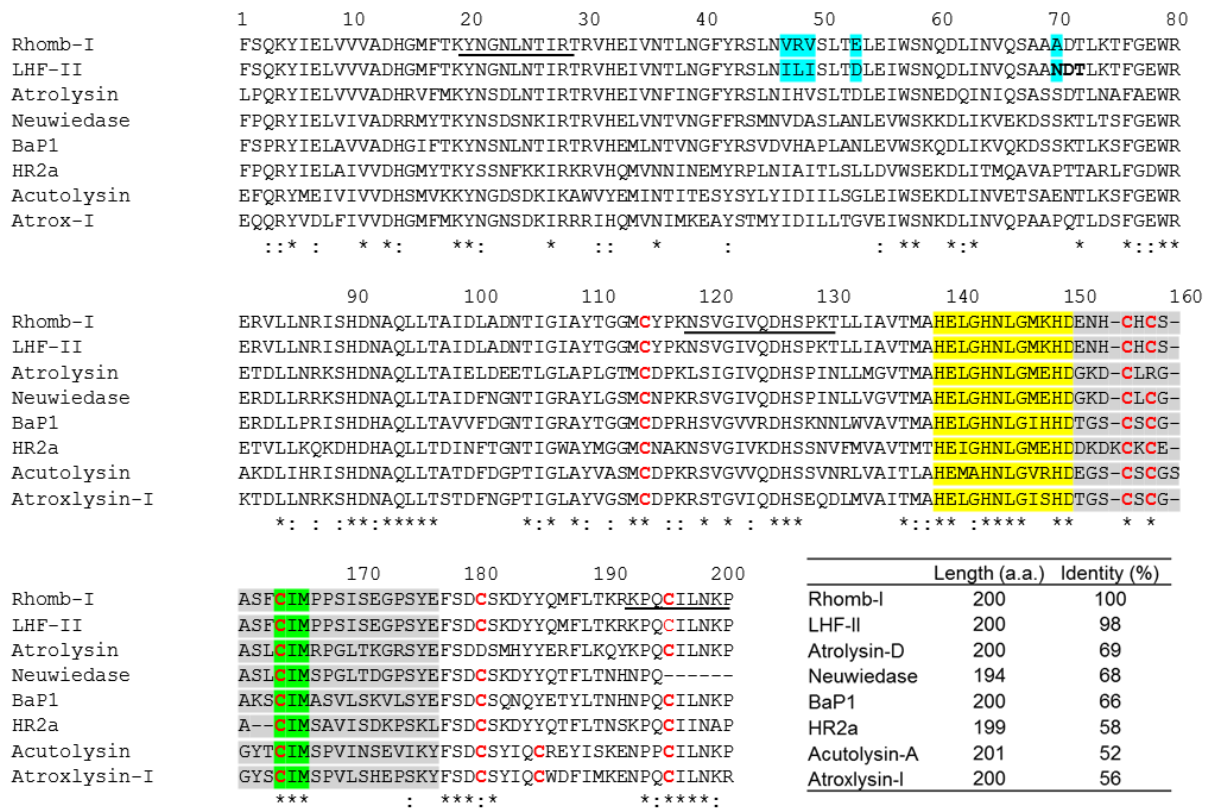 1 10 20 30 40 50 60 70 80
Rhomb-I FSQKYIELVVVADHGMFTKYNGNLNTIRTRVHEIVNTLNGFYRSLNVRVSLTELEIWSNQDLINVQSAAADTLKTFGEWR
LHF-II FSQKYIELVVVADHGMFTKYNGNLNTIRTRVHEIVNTLNGFYRSLNILISLTDLEIWSNQDLINVQSAANDTLKTFGEWR
Atrolysin LPQRYIELVVVADHRVFMKYNSDLNTIRTRVHEIVNFINGFYRSLNIHVSLTDLEIWSNEDQINIQSASSDTLNAFAEWR
Neuwiedase FPQRYIELVIVADRRMYTKYNSDSNKIRTRVHELVNTVNGFFRSMNVDASLANLEVWSKKDLIKVEKDSSKTLTSFGEWR
BaP1 FSPRYIELAVVADHGIFTKYNSNLNTIRTRVHEMLNTVNGFYRSVDVHAPLANLEVWSKQDLIKVQKDSSKTLKSFGEWR
HR2a FPQRYIELAIVVDHGMYTKYSSNFKKIRKRVHQMVNNINEMYRPLNIAITLSLLDVWSEKDLITMQAVAPTTARLFGDWR
Acutolysin EFQRYMEIVIVVDHSMVKKYNGDSDKIKAWVYEMINTITESYSYLYIDIILSGLEIWSEKDLINVETSAENTLKSFGEWR
Atrox-I EQQRYVDLFIVVDHGMFMKYNGDSDKIRRRIHQMVNIMKEAYSTMYIDILLTGVEIWSNKDLINVQPAAPQTLDSFGEWR
::* : * *: **: * :: * : : ** *: * *::**
90 100 110 120 130 140 150 160
Rhomb-I ERVLLNRISHDNAQLLTAIDLADNTIGIAYTGGMCYPKNSVGIVQDHSPKTLLIAVTMAHELGHNLGMKHDENH-CHCS-
LHF-II ERVLLNRISHDNAQLLTAIDLADNTIGIAYTGGMCYPKNSVGIVQDHSPKTLLIAVTMAHELGHNLGMKHDENH-CHCS-
Atrolysin ETDLLNRKSHDNAQLLTAIELDEETLGLAPLGTMCDPKLSIGIVQDHSPINLLMGVTMAHELGHNLGMEHDGKD-CLRG-
Neuwiedase ERDLLRRKSHDNAQLLTAIDFNGNTIGRAYLGSMCNPKRSVGIVQDHSPINLLVGVTMAHELGHNLGMEHDGKD-CLCG-
BaP1 ERDLLPRISHDHAQLLTAVVFDGNTIGRAYTGGMCDPRHSVGVVRDHSKNNLWVAVTMAHELGHNLGIHHDTGS-CSCG-
HR2a ETVLLKQKDHDHAQLLTDINFTGNTIGWAYMGGMCNAKNSVGIVKDHSSNVFMVAVTMTHEIGHNLGMEHDDKDKCKCE-
Acutolysin AKDLIHRISHDNAQLLTATDFDGPTIGLAYVASMCDPKRSVGVVQDHSSVNRLVAITLAHEMAHNLGVRHDEGS-CSCGS
Atroxlysin-I KTDLLNRKSHDNAQLLTSTDFNGPTIGLAYVGSMCDPKRSTGVIQDHSEQDLMVAITMAHELGHNLGISHDTGS-CSCG-
*: : **:***** *:* * ** : * *:: *** *::**: **** ** * *
170 180 190 200
Rhomb-I ASFCIMPPSISEGPSYEFSDCSKDYYQMFLTKRKPQCILNKP
LHF-II ASFCIMPPSISEGPSYEFSDCSKDYYQMFLTKRKPQCILNKP
Atrolysin ASLCIMRPGLTKGRSYEFSDDSMHYYERFLKQYKPQCILNKP
Neuwiedase ASLCIMSPGLTDGPSYEFSDCSKDYYQTFLTNHNPQ------
BaP1 AKSCIMASVLSKVLSYEFSDCSQNQYETYLTNHNPQCILNKP
HR2a A--CIMSAVISDKPSKLFSDCSKDYYQTFLTNSKPQCIINAP
Acutolysin GYTCIMSPVINSEVIKYFSDCSYIQCREYISKENPPCILNKP
Atroxlysin-I GYSCIMSPVLSHEPSKYFSDCSYIQCWDFIMKENPQCILNKR
*** : **** * ****
Length (a.a.) Identity (%)
Rhomb-I 200 100
LHF-II 200 98
Atrolysin-D 200 69
Neuwiedase 194 68
BaP1 200 66
HR2a 199 58
Acutolysin-A 201 52
Atroxlysin-I 200 56